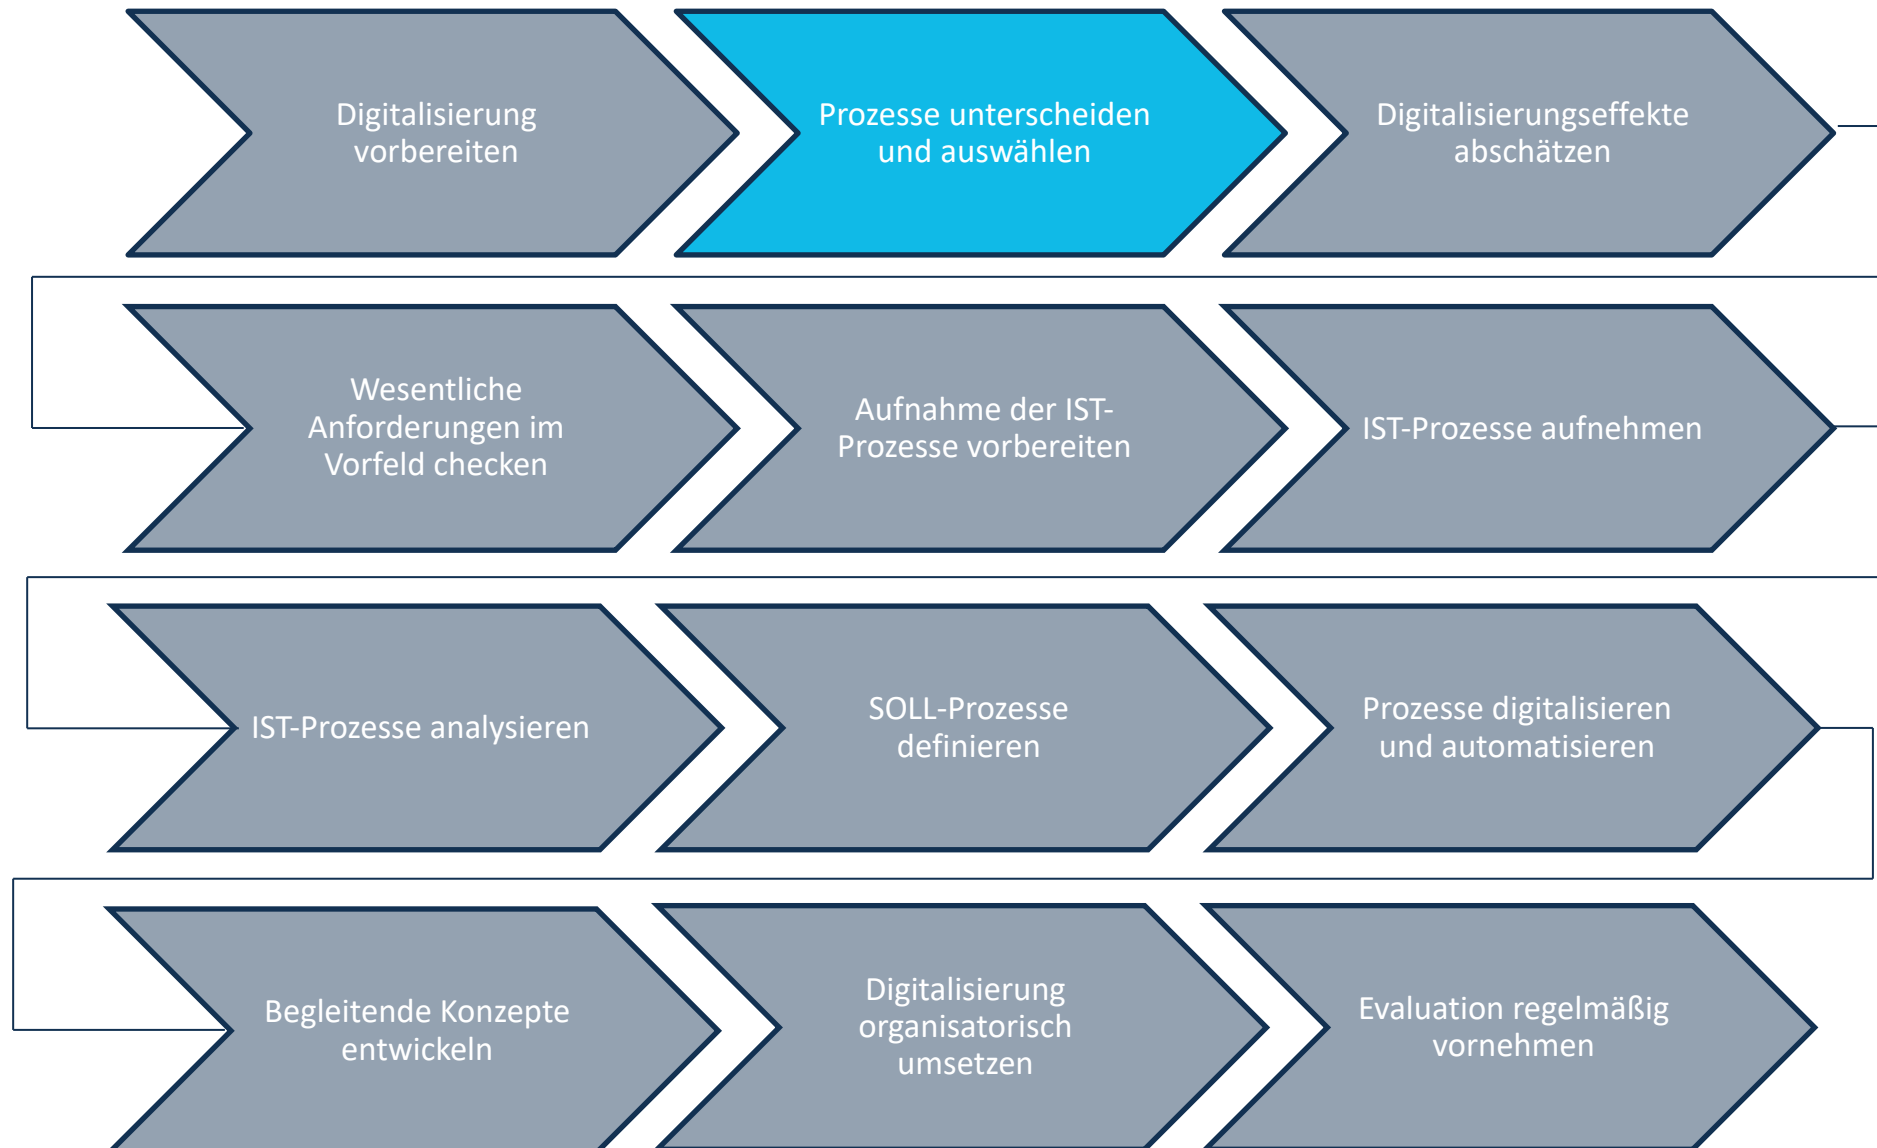 Digitalisierung
vorbereiten
Prozesse unterscheiden
und auswählen
Digitalisierungseffekte
abschätzen
Wesentliche
Anforderungen im
Vorfeld checken
Aufnahme der IST-
Prozesse vorbereiten
IST-Prozesse aufnehmen
IST-Prozesse analysieren
SOLL-Prozesse
definieren
Prozesse digitalisieren
und automatisieren
Begleitende Konzepte
entwickeln
Digitalisierung
organisatorisch
umsetzen
Evaluation regelmäßig
vornehmen